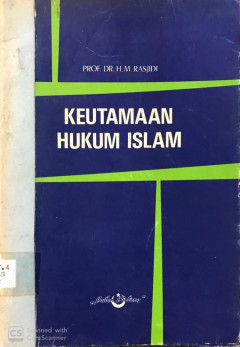 PROF. DR. H.M. RASJIDI
KEUTAMAAN
HUKUM ISLAM
CS
Scanned with
CamScanner